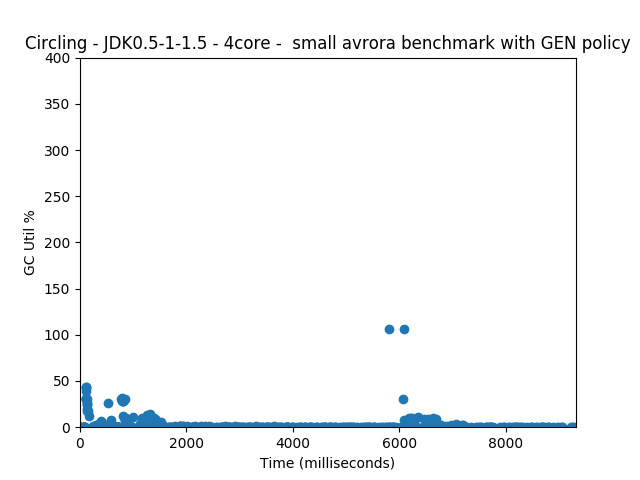 Circling - JDK0.5-1-1.5 - 4core -  small avrora benchmark with GEN policy
400
350
300
250
200
150
100
50
0
GC Util %
0 2000 4000 6000 8000
Time (milliseconds)